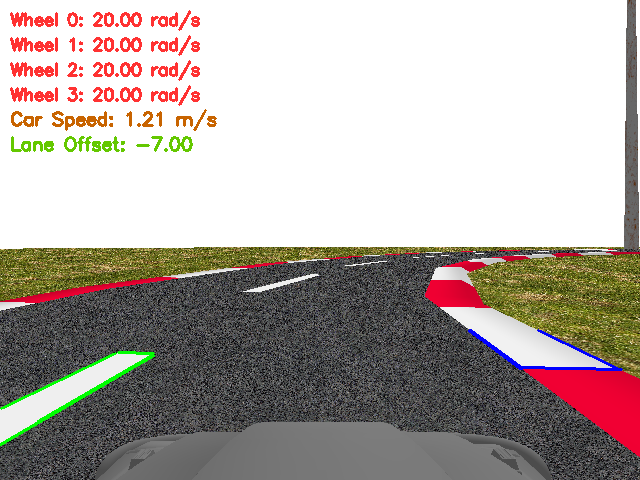 Wheel 0: 20.00 rad/s
Wheel 1: 20.00 rad/s
Wheel 2: 20.00 rad/s
Wheel 3: 20.00 rad/s
Car Speed: 1.21 m/s
Lane Offset: -7.00